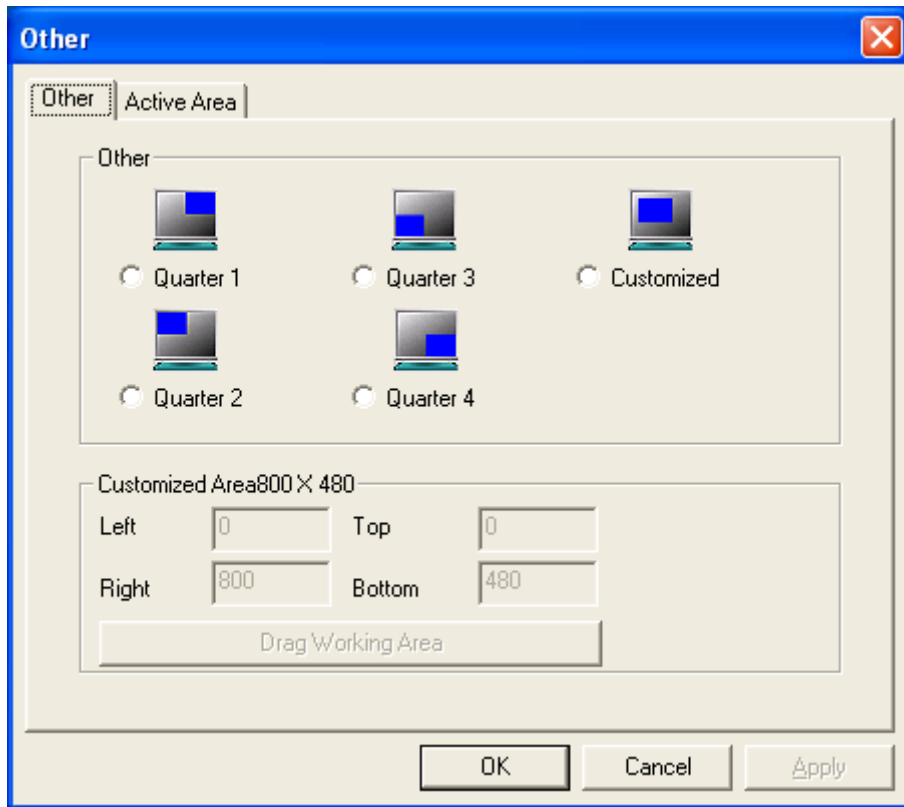 Other
Other Active Area
Other
Quarter 1 Quarter 3 Customized
Quarter 2 Quarter 4
Customized Area800 X 480
Left 0 Top 0
Right 800 Bottom 480
Drag Working Area
OK Cancel Apply